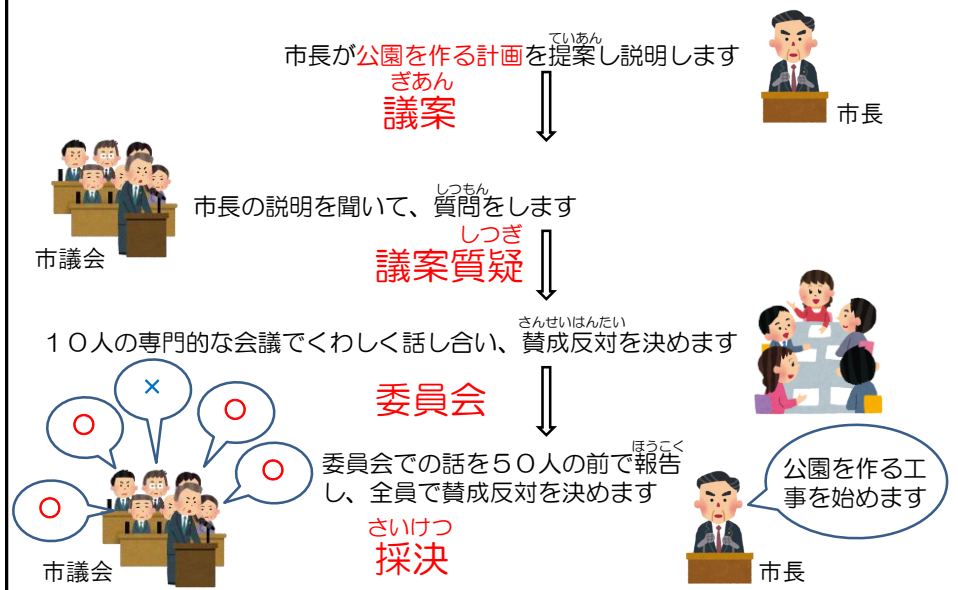 ていあん
市長が公園を作る計画を提案し説明します
ぎあん
議案
市長
しつもん
市長の説明を聞いて、質問をします
市議会
しつぎ
議案質疑
さんせいはんたい
10人の専門的な会議でくわしく話し合い、賛成反対を決めます
×
〇
〇
委員会
〇
〇
ほうこく
委員会での話を50人の前で報告
し、全員で賛成反対を決めます
さいけつ
採決
市議会
公園を作る工
事を始めます
市長